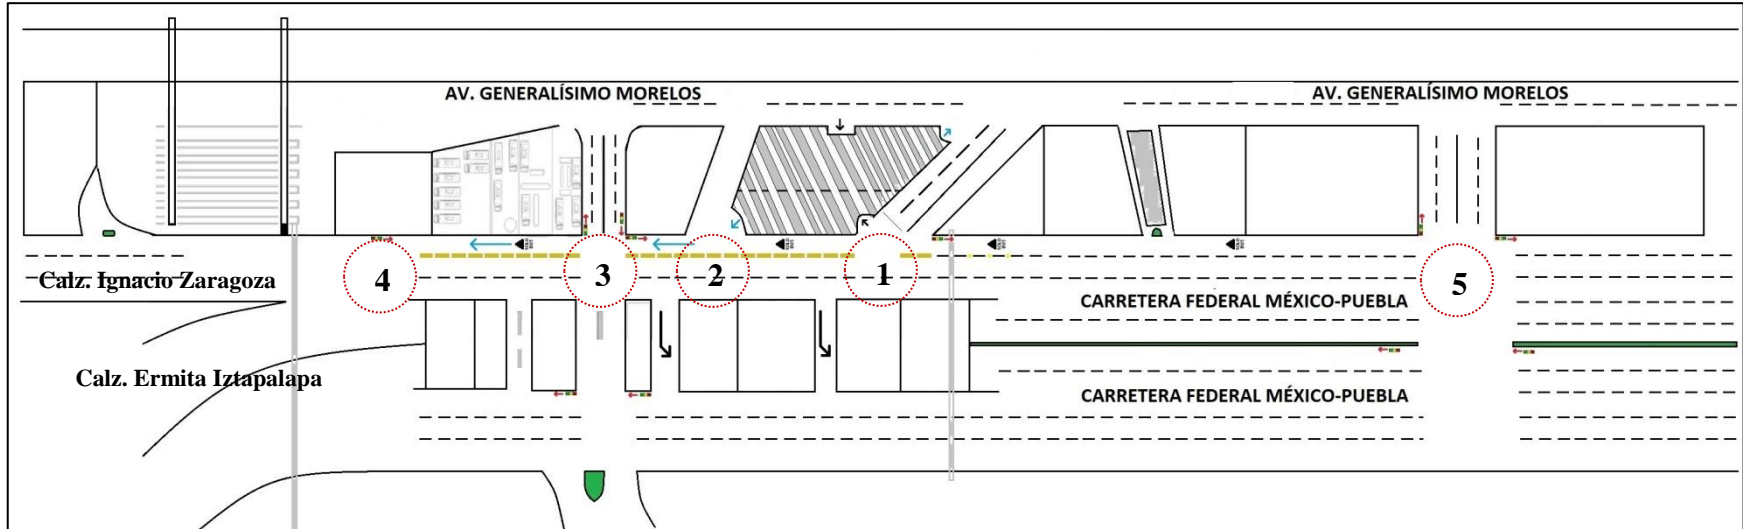 AV. GENERALÍSIMO MORELOS
AV. GENERALÍSIMO MORELOS
4
3
2
1
5
Calz. Ignacio Zaragoza
CARRETERA FEDERAL MÉXICO-PUEBLA
Calz. Ermita Iztapalapa
CARRETERA FEDERAL MÉXICO-PUEBLA